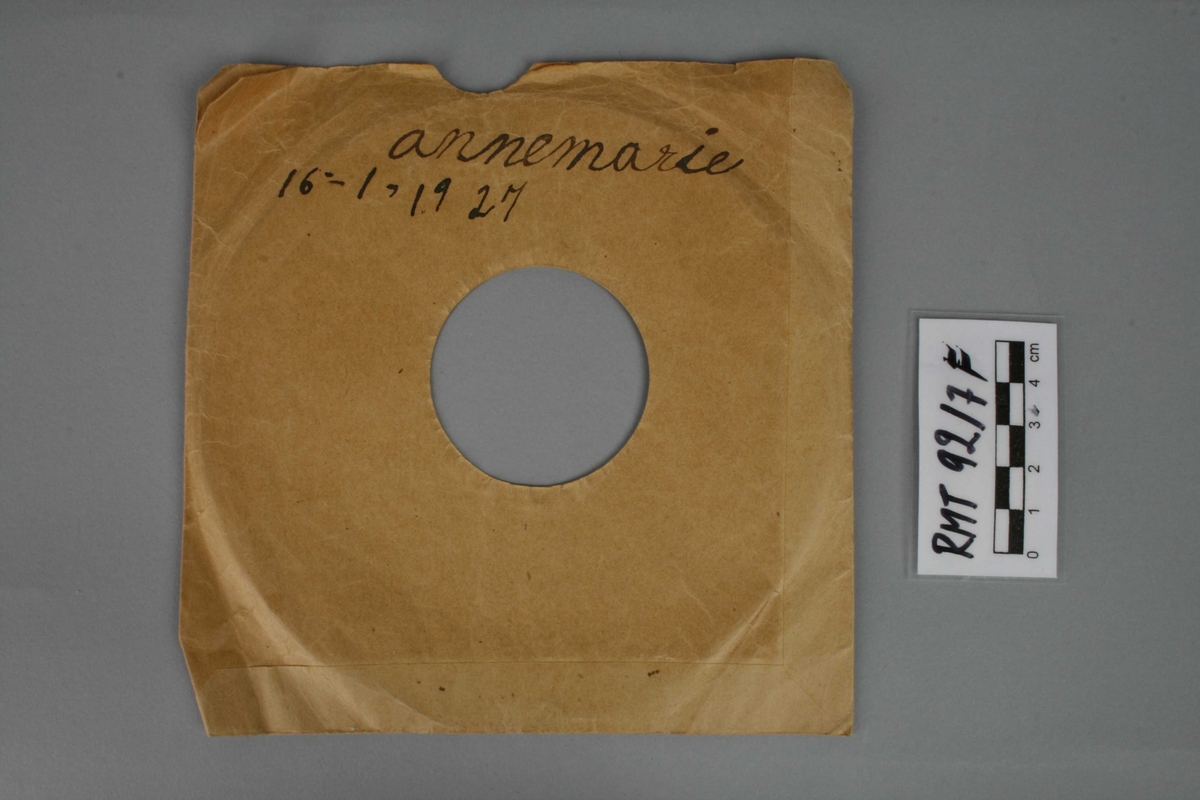 annemarie
16-1-1927
RMT 92/7 F
0 1 2 3 4 cm